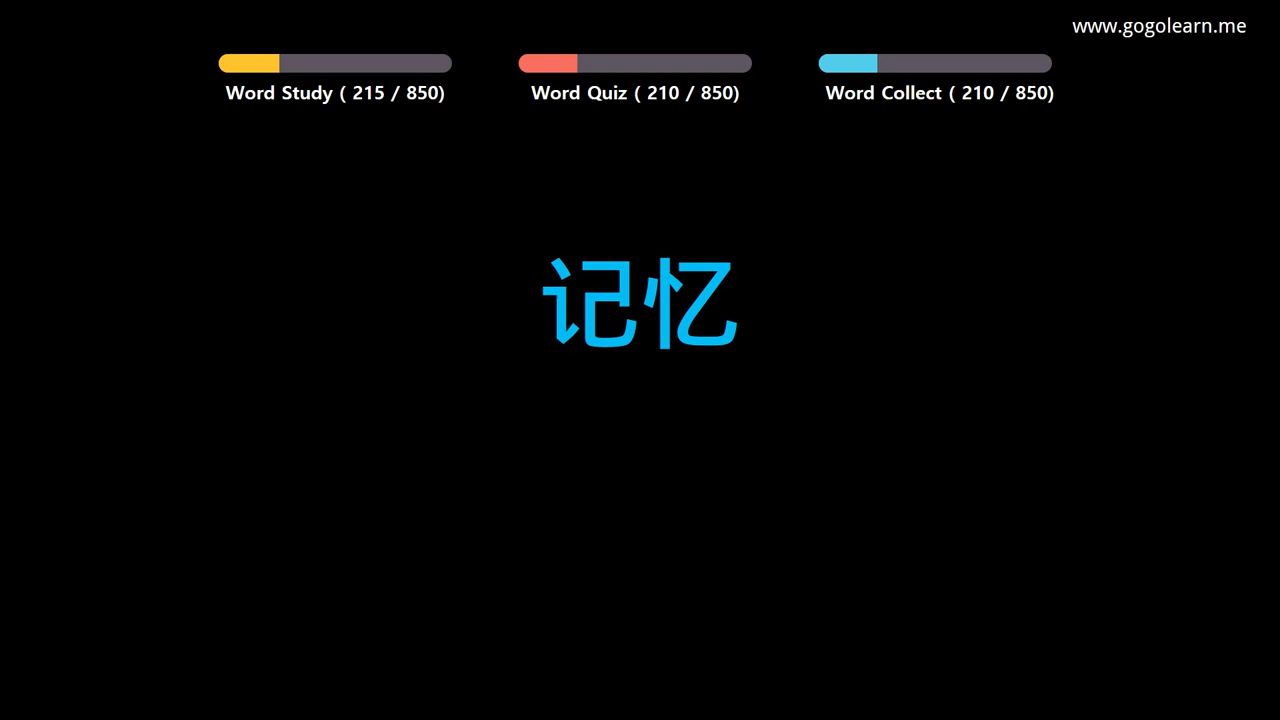 www.gogolearn.me
Word Study ( 215 / 850)
Word Quiz ( 210 / 850)
Word Collect ( 210 / 850)
记忆